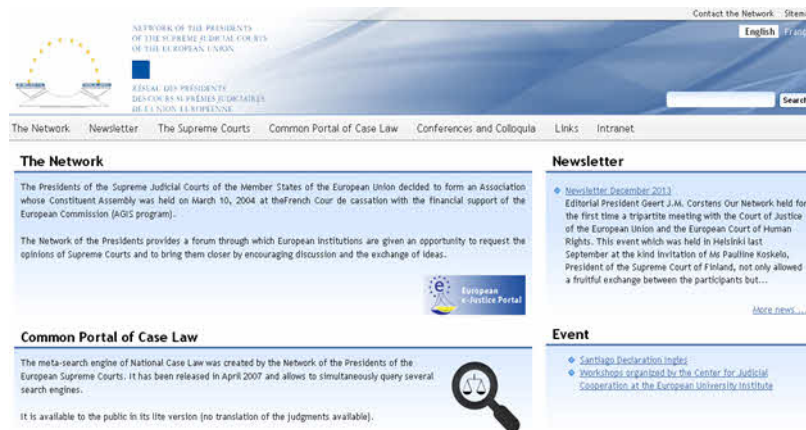 Contact the Network Sitema
NETWORK OF THE PRESIDENTS
OF THE SUPREME JUDICIAL COURTS
OF THE EUROPEAN UNION
English Franç
RÉSEAU DES PRÉSIDENTS
DES COURS SUPRÊMES JUDICIAIRES
DE L'UNION EUROPÉENNE
Search
The Network Newsletter The Supreme Courts Common Portal of Case Law Conferences and Colloquia Links Intranet
The Network
The Presidents of the Supreme Judicial Courts of the Member States of the European Union decided to form an Association
whose Constituent Assembly was held on March 10, 2004 at theFrench Cour de cassation with the financial support of the
European Commission (AGIS program).
The Network of the Presidents provides a forum through which European institutions are given an opportunity to request the
opinions of Supreme Courts and to bring them closer by encouraging discussion and the exchange of ideas.
European
e-Justice Portal
Common Portal of Case Law
The meta-search engine of National Case Law was created by the Network of the Presidents of the
European Supreme Courts. It has been released in April 2007 and allows to simultaneously query several
search engines.
It is available to the public in its lite version (no translation of the judgments available).
Newsletter
Newsletter December 2013
Editorial President Geert J.M. Corstens Our Network held for
the first time a tripartite meeting with the Court of Justice
of the European Union and the European Court of Human
Rights. This event which was held in Helsinki last
September at the kind invitation of Ms Pauliine Koskelo,
President of the Supreme Court of Finland, not only allowed
a fruitful exchange between the participants but...
More news ...
Event
Santiago Declaration Ingles
Workshops organized by the Center for Judicial
Cooperation at the European University Institute